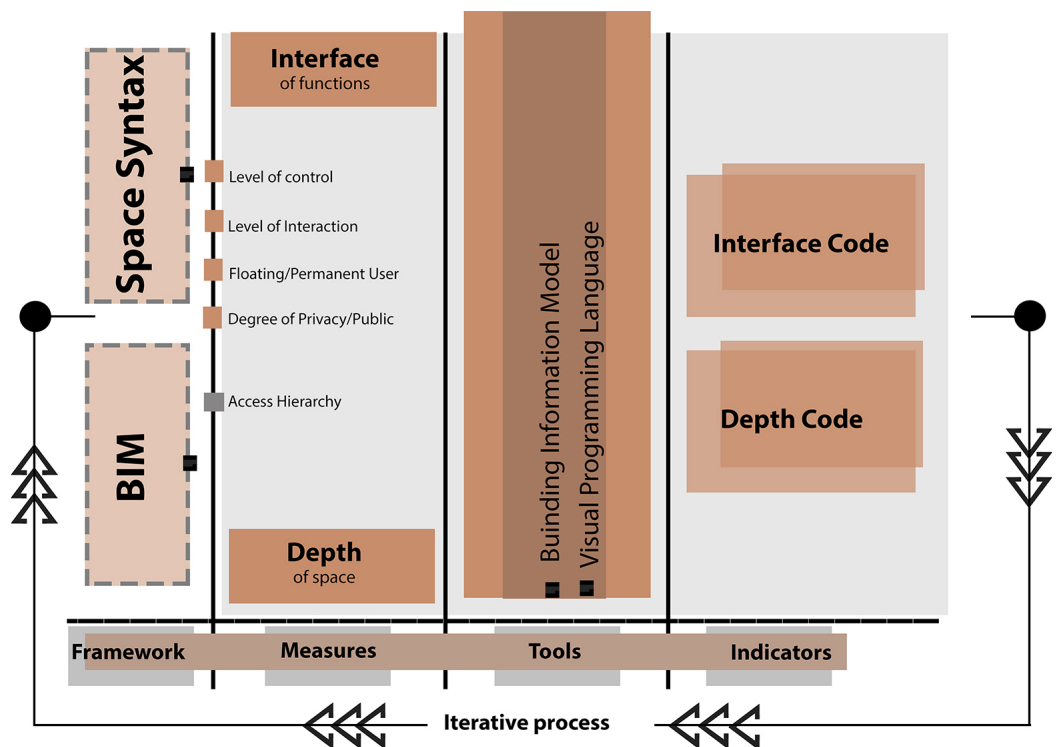 Space Syntax
BIM
Interface
of functions
Level of control
Level of Interaction
Floating/Permanent User
Degree of Privacy/Public
Access Hierarchy
Depth
of space
Buinding Information Model
Visual Programming Language
Interface Code
Depth Code
Framework
Measures
Tools
Indicators
Iterative process